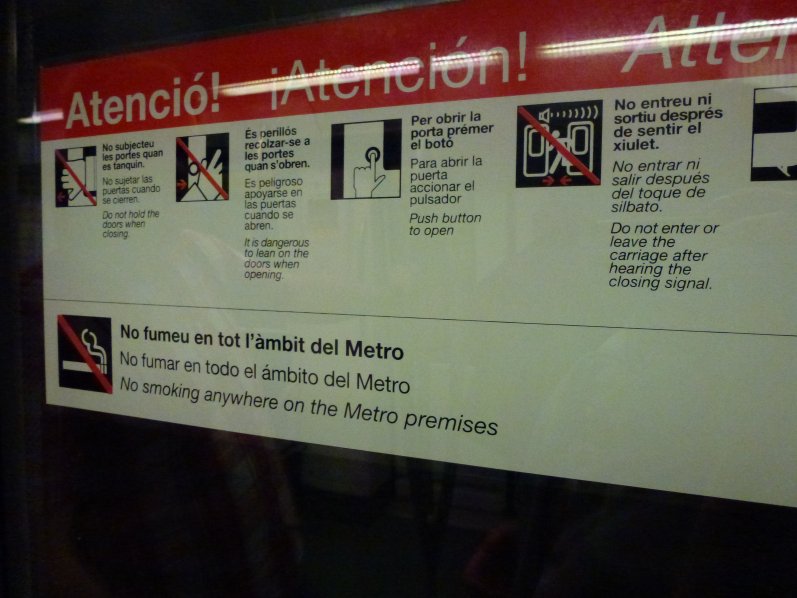 Atenció! ¡Atención!
No subjecteu
les portes quan
es tanquin.
No sujetar las
puertas cuando
se cierren.
Do not hold the
doors when
closing.
És perillós
recolzar-se a
les portes
quan s'obren.
Es peligroso
apoyarse en
las puertas
cuando se
abren.
It is dangerous
to lean on the
doors when
opening.
Per obrir la
porta prémer
el botó
Para abrir la
puerta
accionar el
pulsador
Push button
to open
No entreu ni
sortiu després
de sentir el
xiulet.
No entrar ni
salir después
del toque de
silbato.
Do not enter or
leave the
carriage after
hearing the
closing signal.
No fumeu en tot l'àmbit del Metro
No fumar en todo el ámbito del Metro
No smoking anywhere on the Metro premises